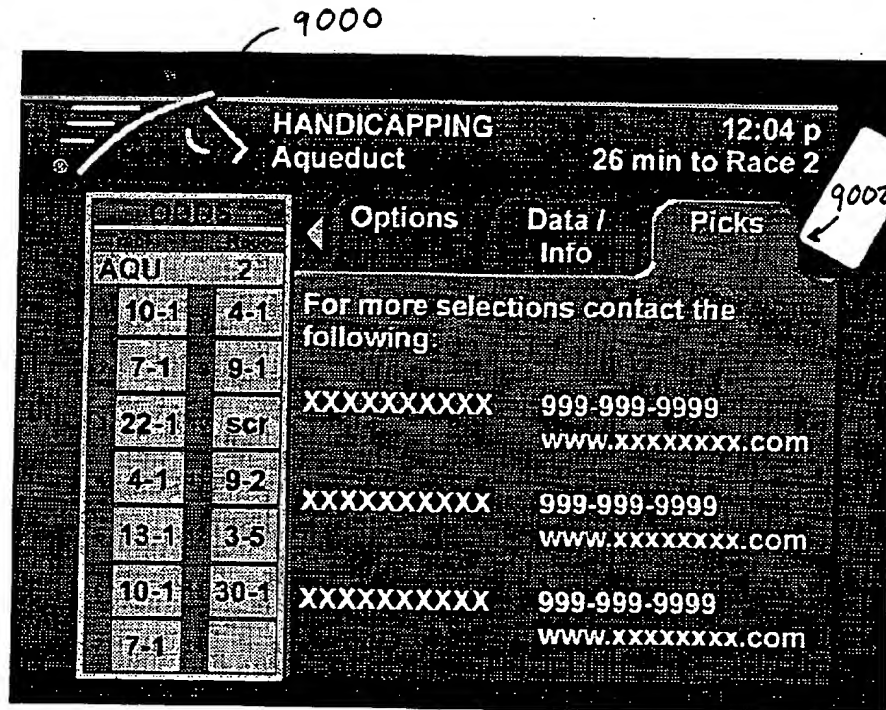 9000
HANDICAPPING
Aqueduct
12:04 p
26 min to Race 2
9002
ODDS
AQU 2
10-1 4-1
7-1 9-1
22-1 scr
4-1 9-2
13-1 3-5
10-1 30-1
7-1
Options
Data / Info
Picks
For more selections contact the
following:
XXXXXXXXXX 999-999-9999
www.xxxxxxxx.com
XXXXXXXXXX 999-999-9999
www.xxxxxxxx.com
XXXXXXXXXX 999-999-9999
www.xxxxxxxx.com